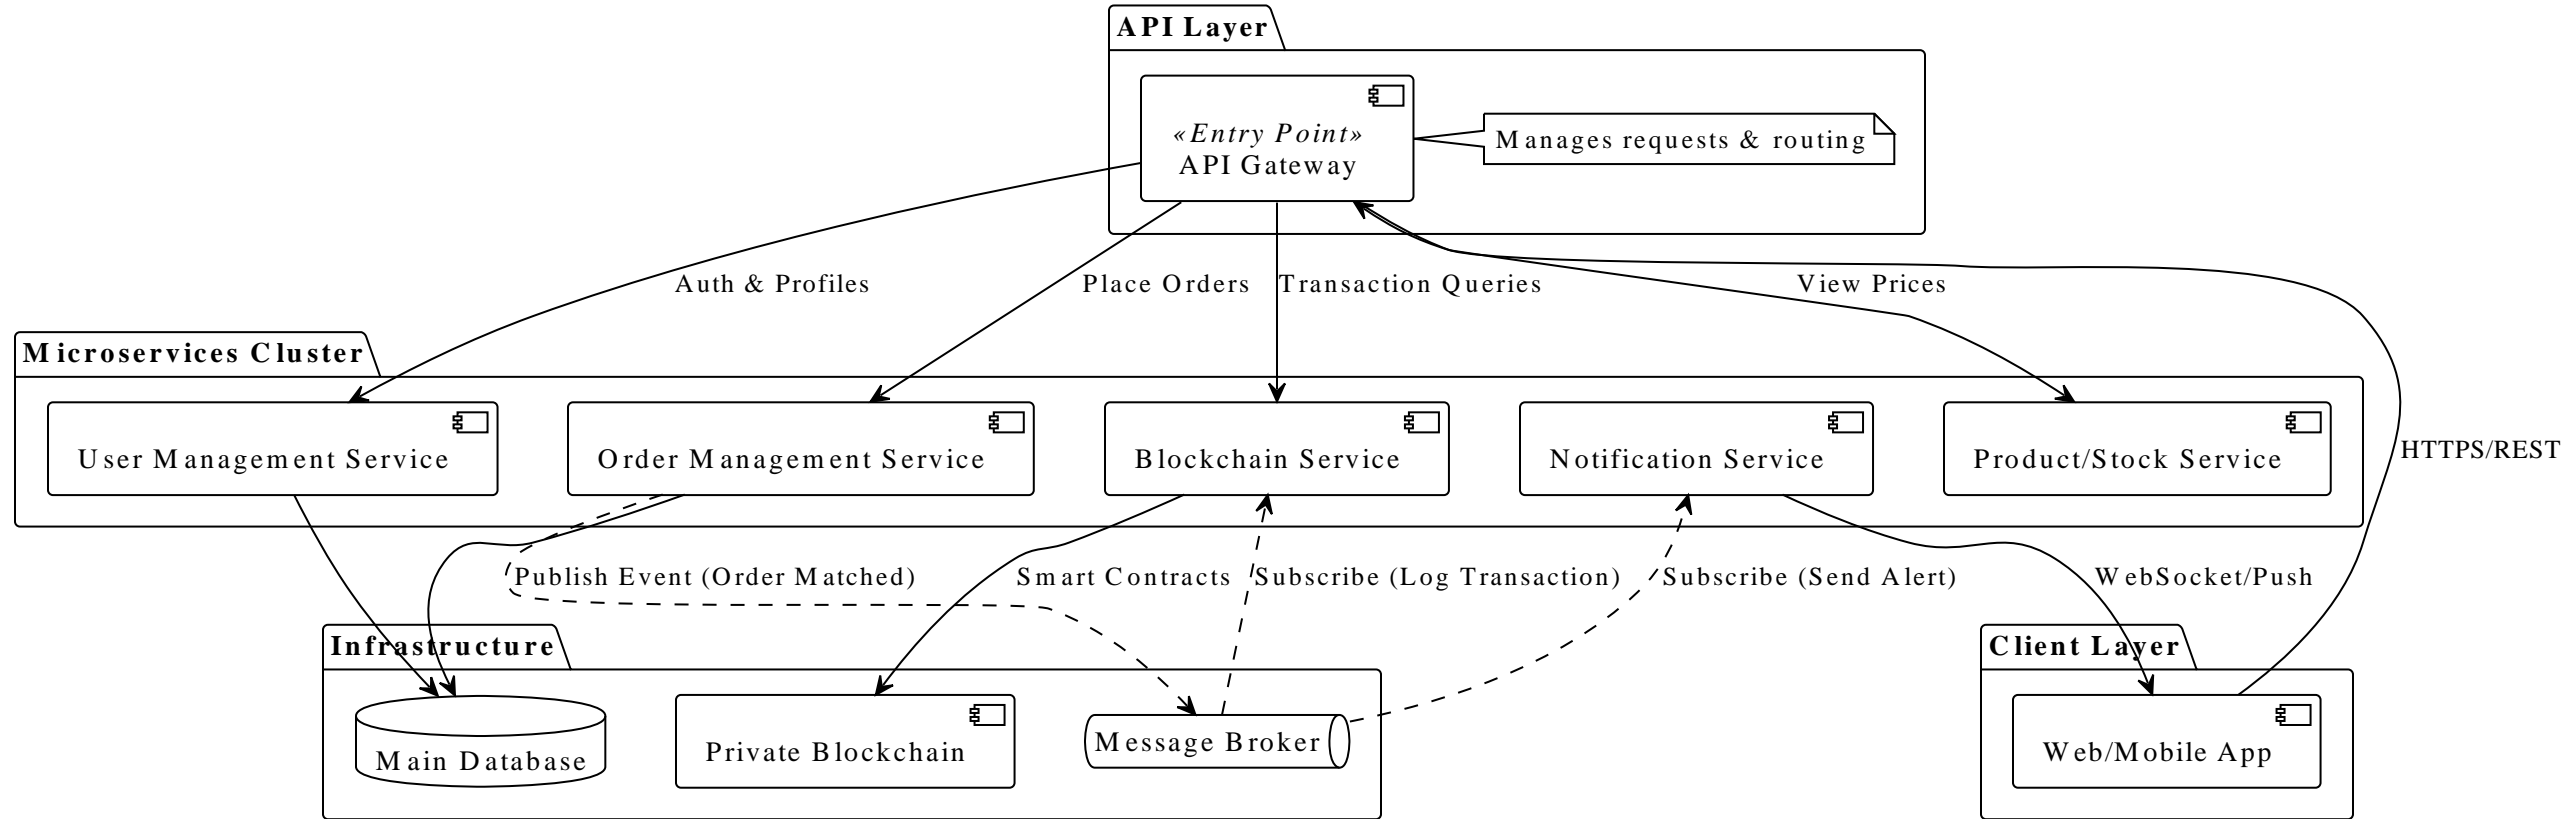 API Layer
«Entry Point»
API Gateway
Manages requests & routing
Auth & Profiles
Place Orders
Transaction Queries
View Prices
Microservices Cluster
User Management Service
Order Management Service
Blockchain Service
Notification Service
Product/Stock Service
HTTPS/REST
Publish Event (Order Matched)
Smart Contracts
Subscribe (Log Transaction)
Subscribe (Send Alert)
WebSocket/Push
Infrastructure
Main Database
Private Blockchain
Message Broker
Client Layer
Web/Mobile App